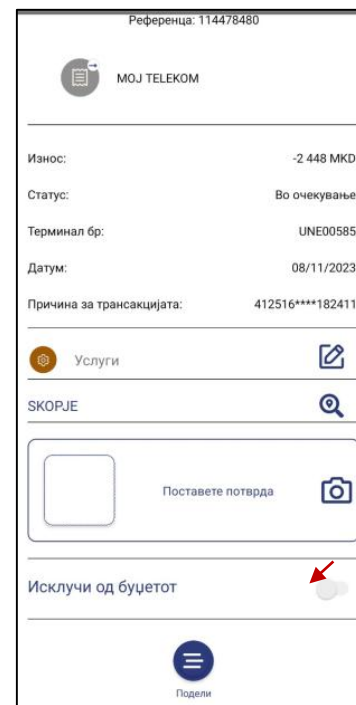 Референца: 114478480
МОЈ TELEKOM
Износ: -2 448 MKD
Статус: Во очекување
Терминал бр: UNE00585
Датум: 08/11/2023
Причина за трансакцијата: 412516****182411
Услуги
SKOPJE
Поставете потврда
Исклучи од буџетот
Подели